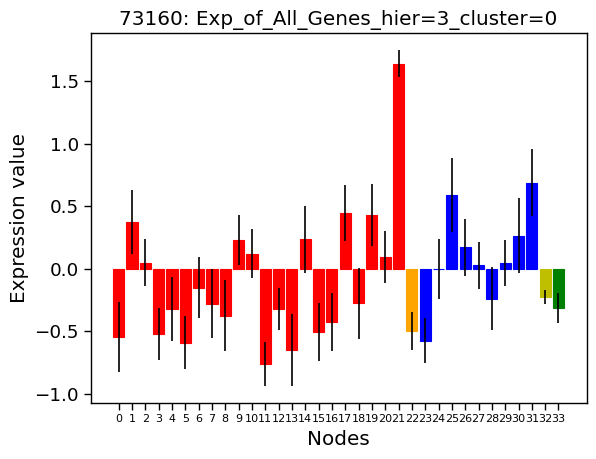 73160: Exp_of_All_Genes_hier=3_cluster=0
Expression value
1.5
1.0
0.5
0.0
−0.5
−1.0
0 1 2 3 4 5 6 7 8 9 10 11 12 13 14 15 16 17 18 19 20 21 22 23 24 25 26 27 28 29 30 31 32 33
Nodes